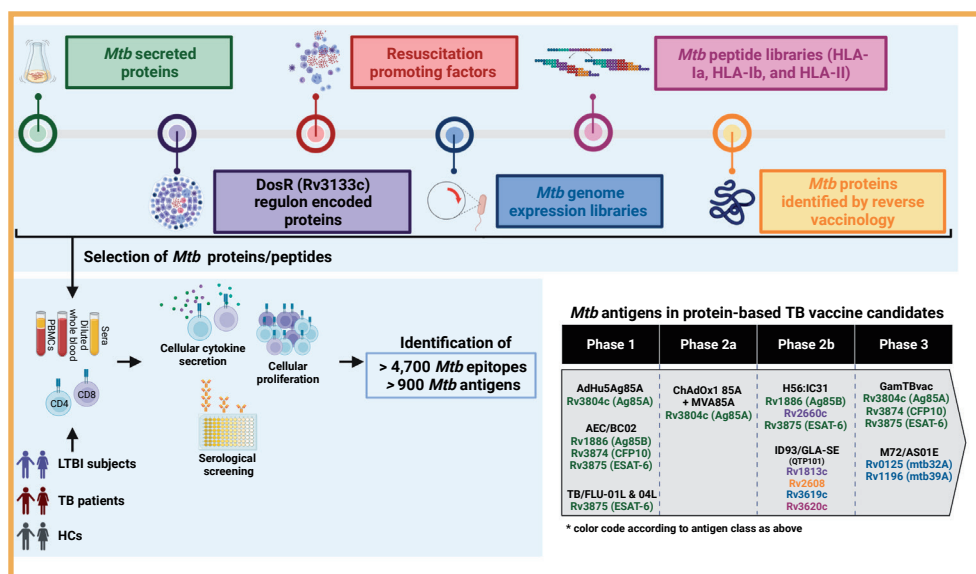 Mtb secreted
proteins
Resuscitation
promoting factors
Mtb peptide libraries (HLA-
Ia, HLA-Ib, and HLA-II)
DosR (Rv3133c)
regulon encoded
proteins
Mtb genome
expression libraries
Mtb proteins
identified by reverse
vaccinology
Selection of Mtb proteins/peptides
PBMCs
Diluted
whole blood
Sera
CD4
CD8
LTBI subjects
TB patients
HCs
Cellular cytokine
secretion
Cellular
proliferation
Serological
screening
Identification of
> 4,700 Mtb epitopes
> 900 Mtb antigens
Mtb antigens in protein-based TB vaccine candidates
Phase 1
Phase 2a
Phase 2b
Phase 3
AdHu5Ag85A
Rv3804c (Ag85A)
AEC/BC02
Rv1886 (Ag85B)
Rv3874 (CFP10)
Rv3875 (ESAT-6)
TB/FLU-01L & 04L
Rv3875 (ESAT-6)
ChAdOx1 85A
+ MVA85A
Rv3804c (Ag85A)
H56:IC31
Rv1886 (Ag85B)
Rv2660c
Rv3875 (ESAT-6)
ID93/GLA-SE
(QTP101)
Rv1813c
Rv2608
Rv3619c
Rv3620c
GamTBvac
Rv3804c (Ag85A)
Rv3874 (CFP10)
Rv3875 (ESAT-6)
M72/AS01E
Rv0125 (mtb32A)
Rv1196 (mtb39A)
* color code according to antigen class as above